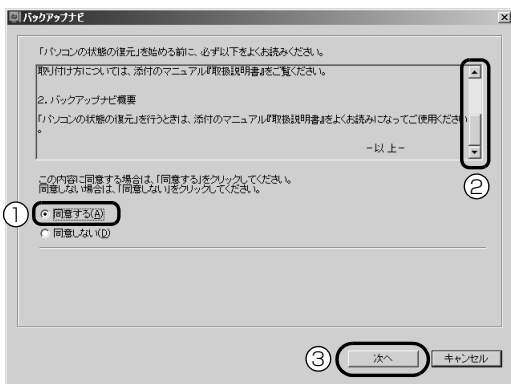 バックアップナビ
「パソコンの状態の復元」を始める前に、必ず以下をよくお読みください。
取り付け方については、添付のマニュアル『取扱説明書』をご覧ください。
2. バックアップナビ概要
「パソコンの状態の復元」を行うときは、添付のマニュアル『取扱説明書』をよくお読みになってご使用ください
。
-以上-
②
この内容に同意する場合は、「同意する」をクリックしてください。
同意しない場合は、「同意しない」をクリックしてください。
① 同意する(A)
同意しない(D)
③ 次へ キャンセル